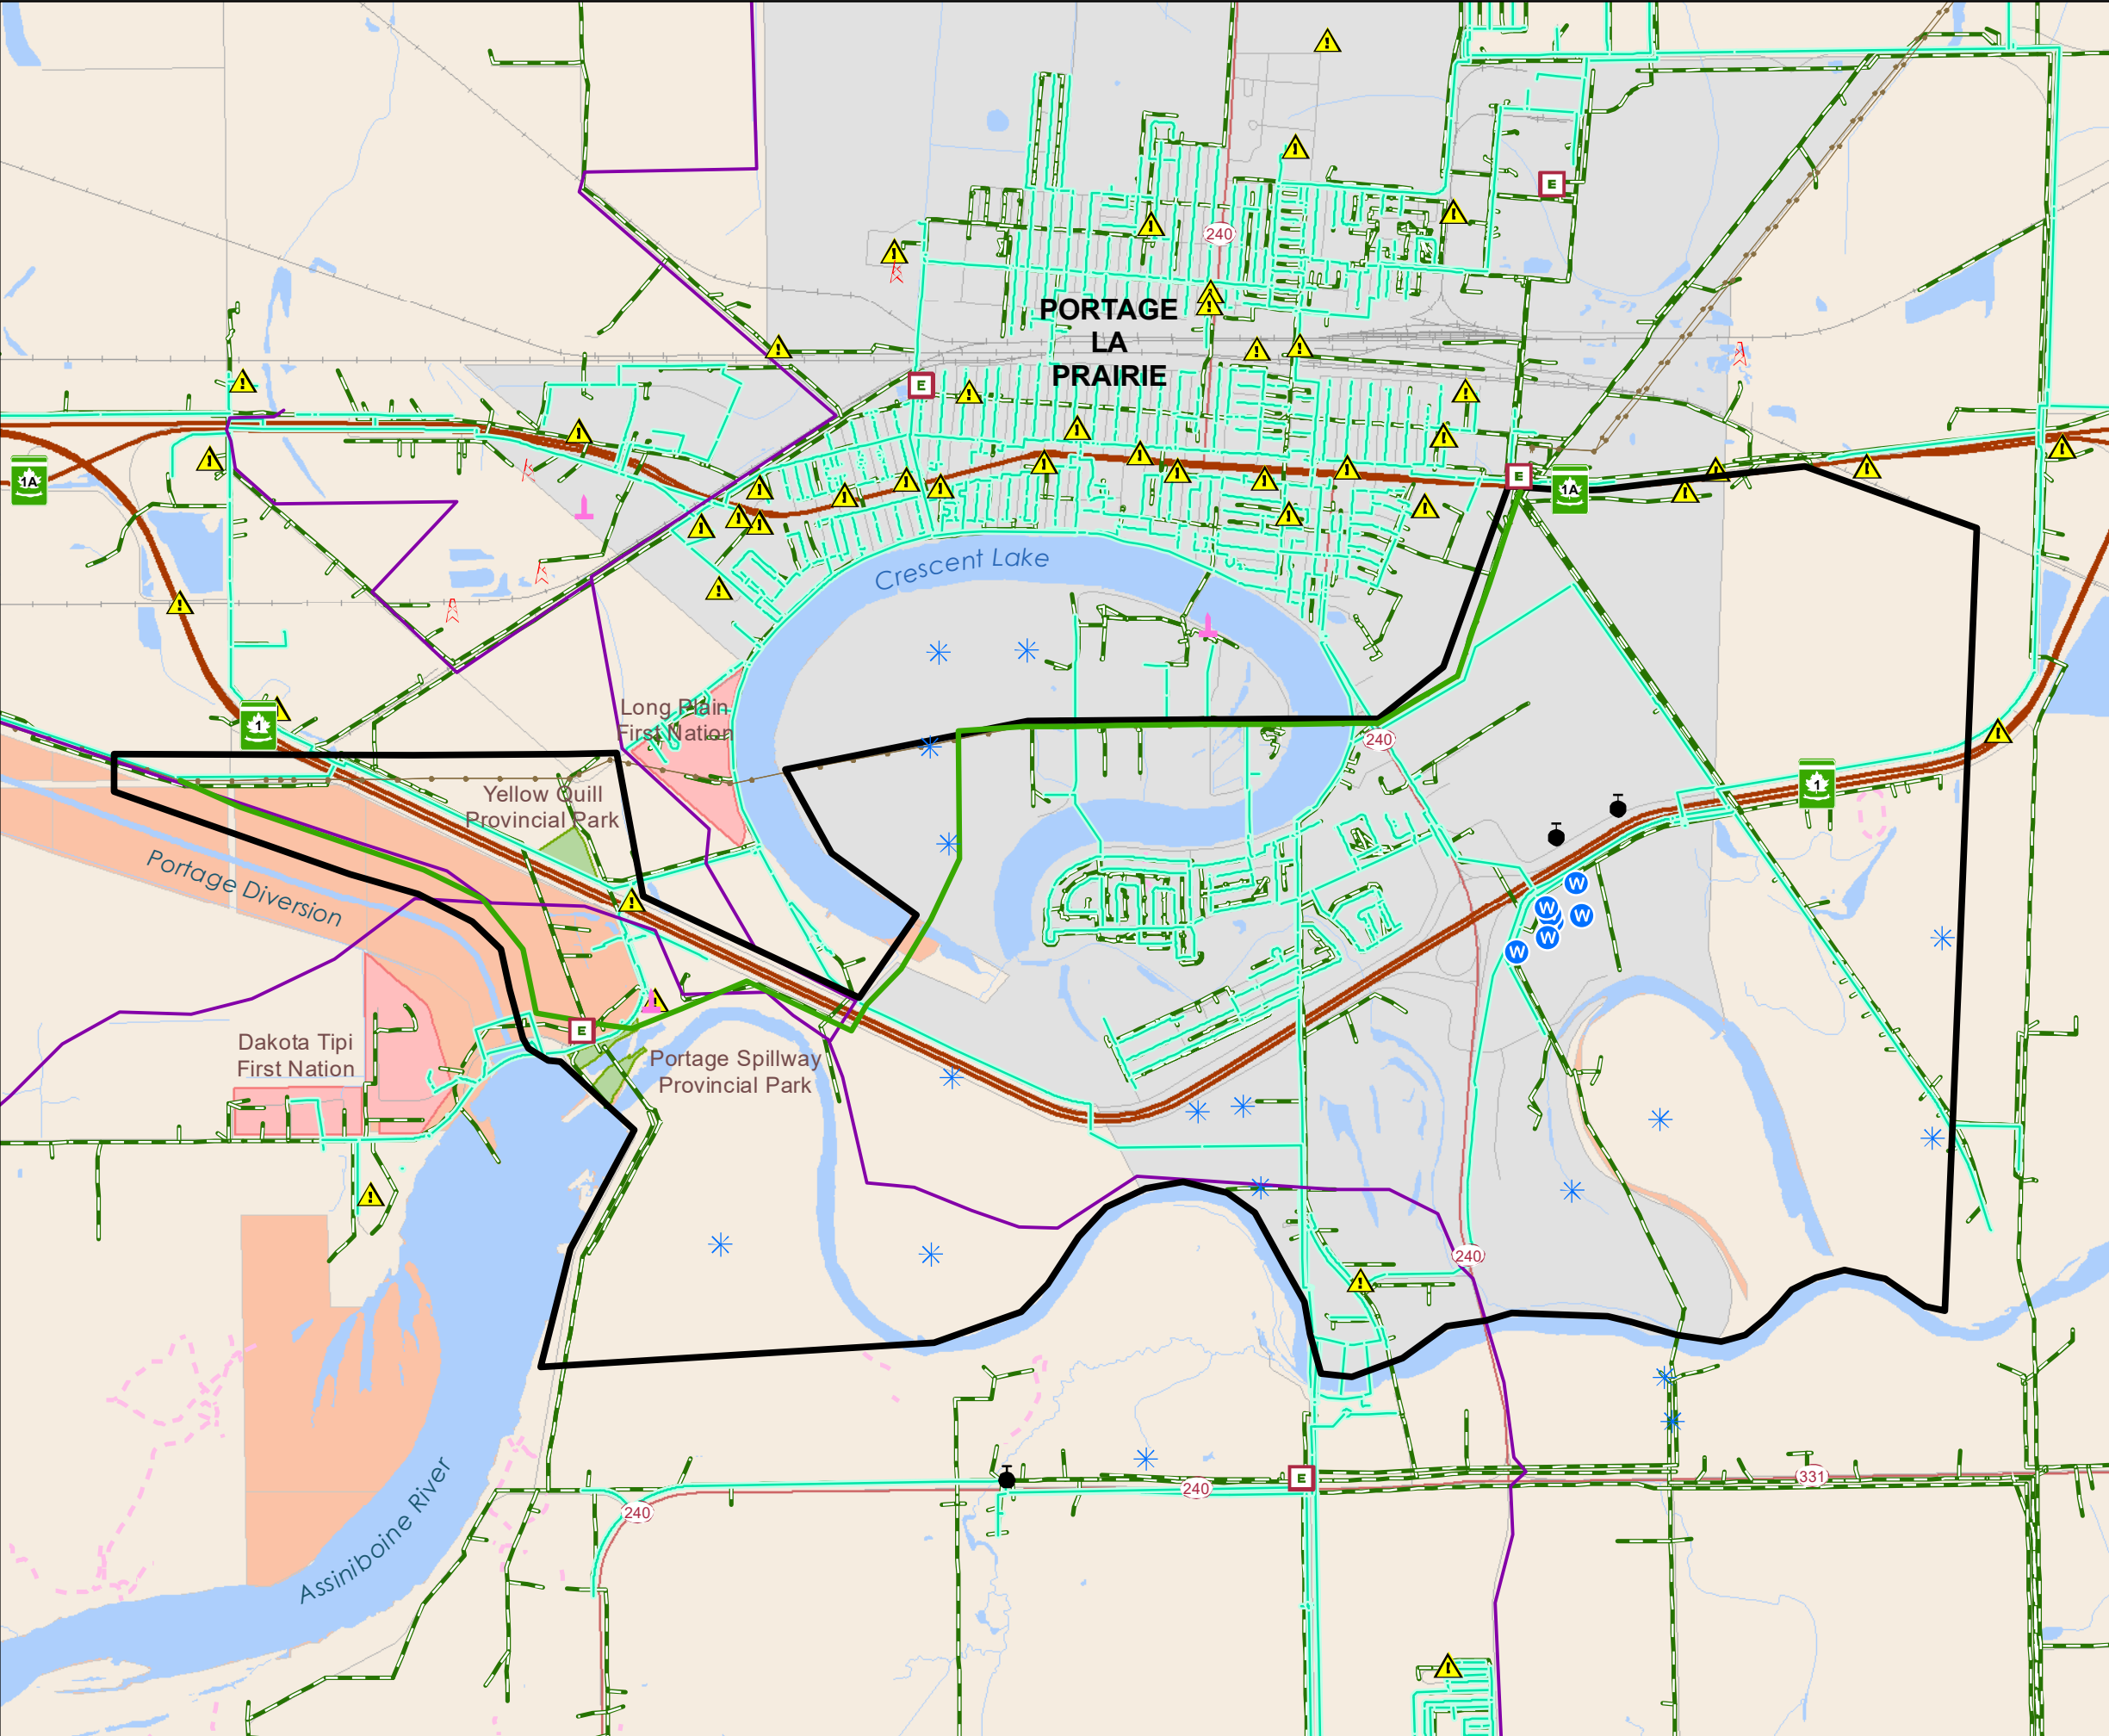 E
240
PORTAGE
LA
PRAIRIE
E
1A
E
1A
Crescent Lake
Long Plain
First Nation
1
240
Yellow Quill
Provincial Park
1
Portage Diversion
W
W
W
W
W
E
Dakota Tipi
First Nation
Portage Spillway
Provincial Park
240
Assiniboine River
E
240
331
240